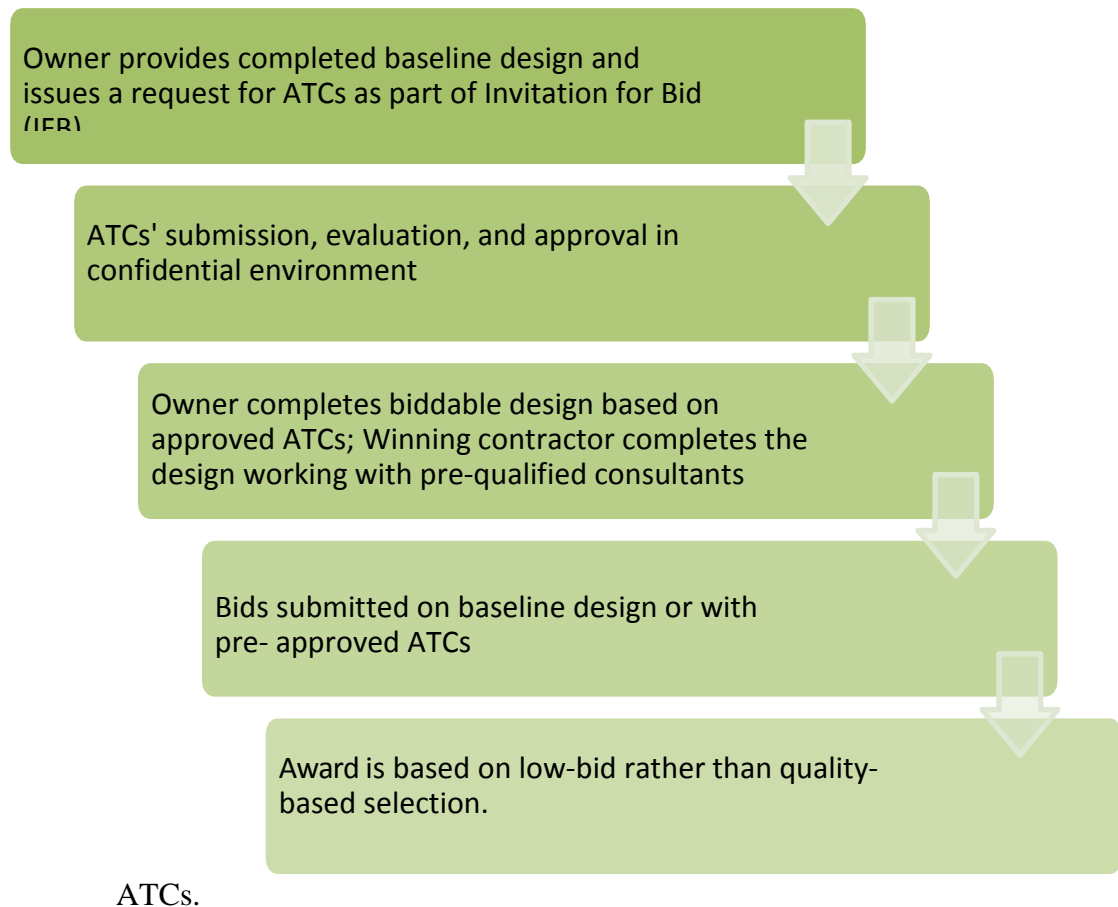 Owner provides completed baseline design and
issues a request for ATCs as part of Invitation for Bid
(IFB)
ATCs' submission, evaluation, and approval in
confidential environment
Owner completes biddable design based on
approved ATCs; Winning contractor completes the
design working with pre-qualified consultants
Bids submitted on baseline design or with
pre- approved ATCs
Award is based on low-bid rather than quality-
based selection.
ATCs.